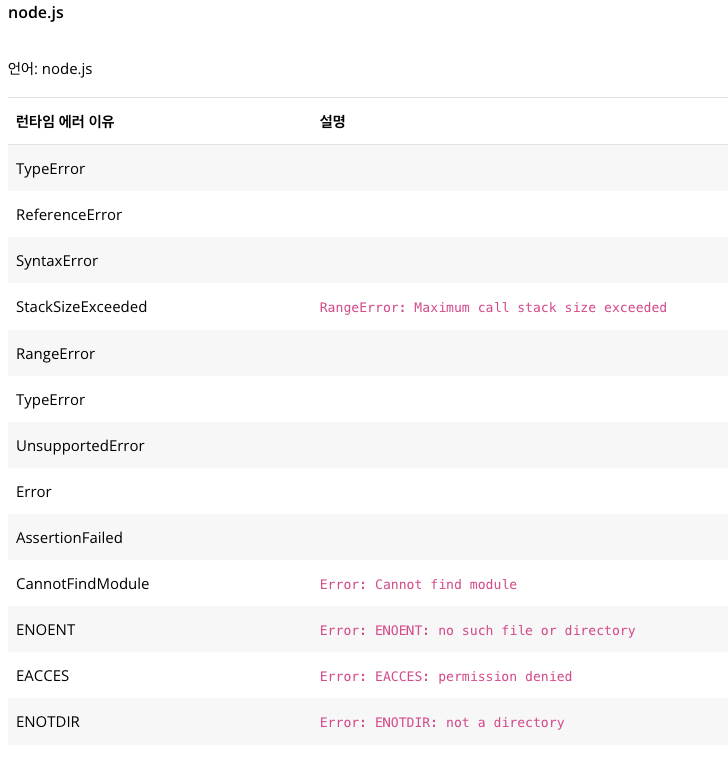 node.js
언어: node.js
런타임 에러 이유 설명
TypeError
ReferenceError
SyntaxError
StackSizeExceeded RangeError: Maximum call stack size exceeded
RangeError
TypeError
UnsupportedError
Error
AssertionFailed
CannotFindModule Error: Cannot find module
ENOENT Error: ENOENT: no such file or directory
EACCES Error: EACCES: permission denied
ENOTDIR Error: ENOTDIR: not a directory